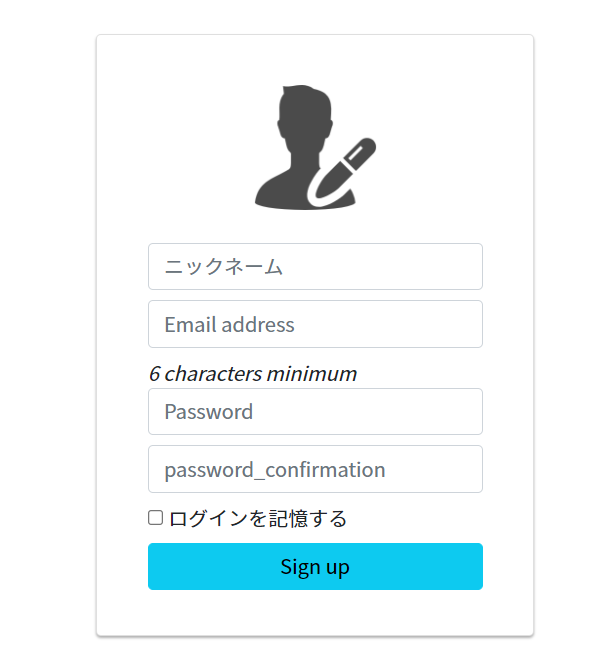 ニックネーム
Email address
6 characters minimum
Password
password_confirmation
ログインを記憶する
Sign up